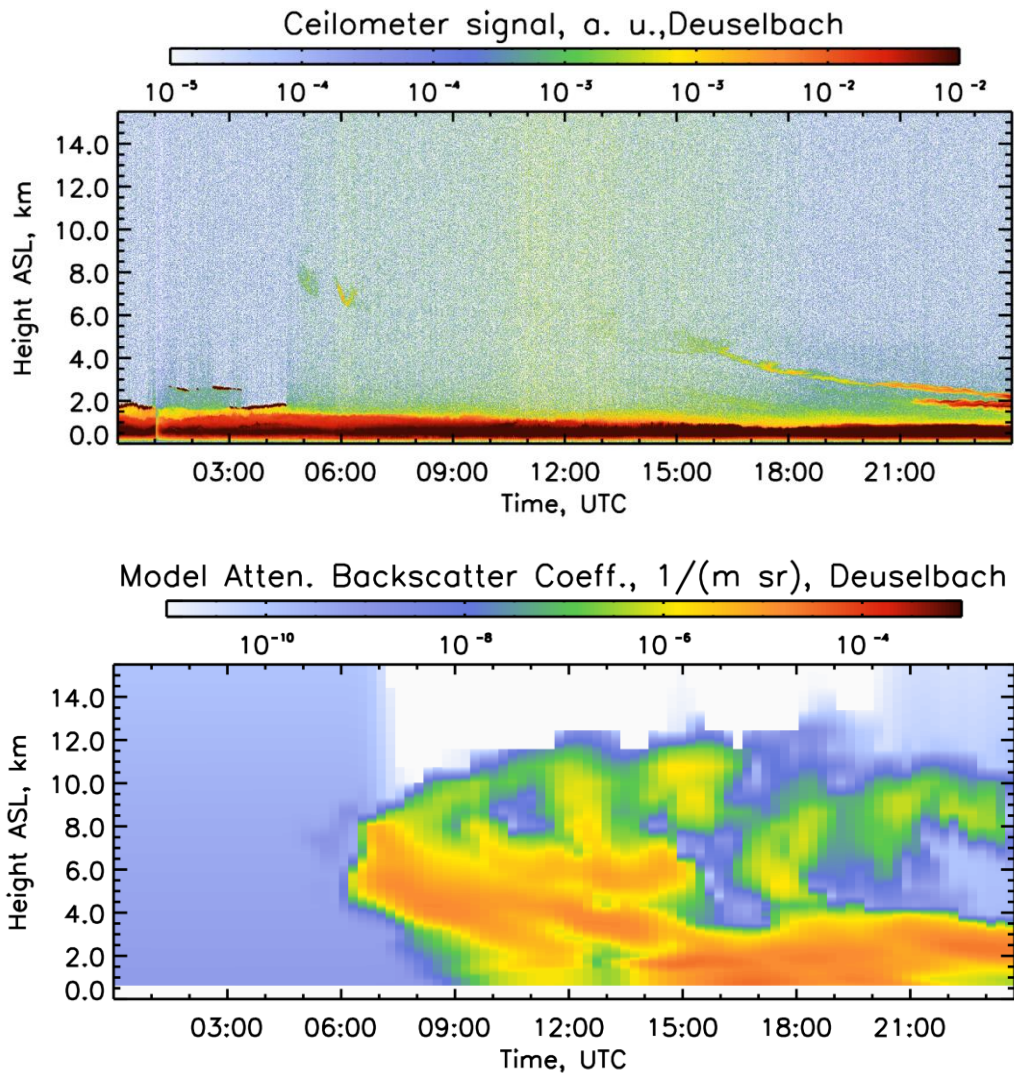 Ceilometer signal, a. u.,Deuselbach
10⁻⁵ 10⁻⁴ 10⁻⁴ 10⁻³ 10⁻³ 10⁻² 10⁻²
Height ASL, km
14.0
12.0
10.0
8.0
6.0
4.0
2.0
0.0
03:00 06:00 09:00 12:00 15:00 18:00 21:00
Time, UTC
Model Atten. Backscatter Coeff., 1/(m sr), Deuselbach
10⁻¹⁰ 10⁻⁸ 10⁻⁶ 10⁻⁴
Height ASL, km
14.0
12.0
10.0
8.0
6.0
4.0
2.0
0.0
03:00 06:00 09:00 12:00 15:00 18:00 21:00
Time, UTC